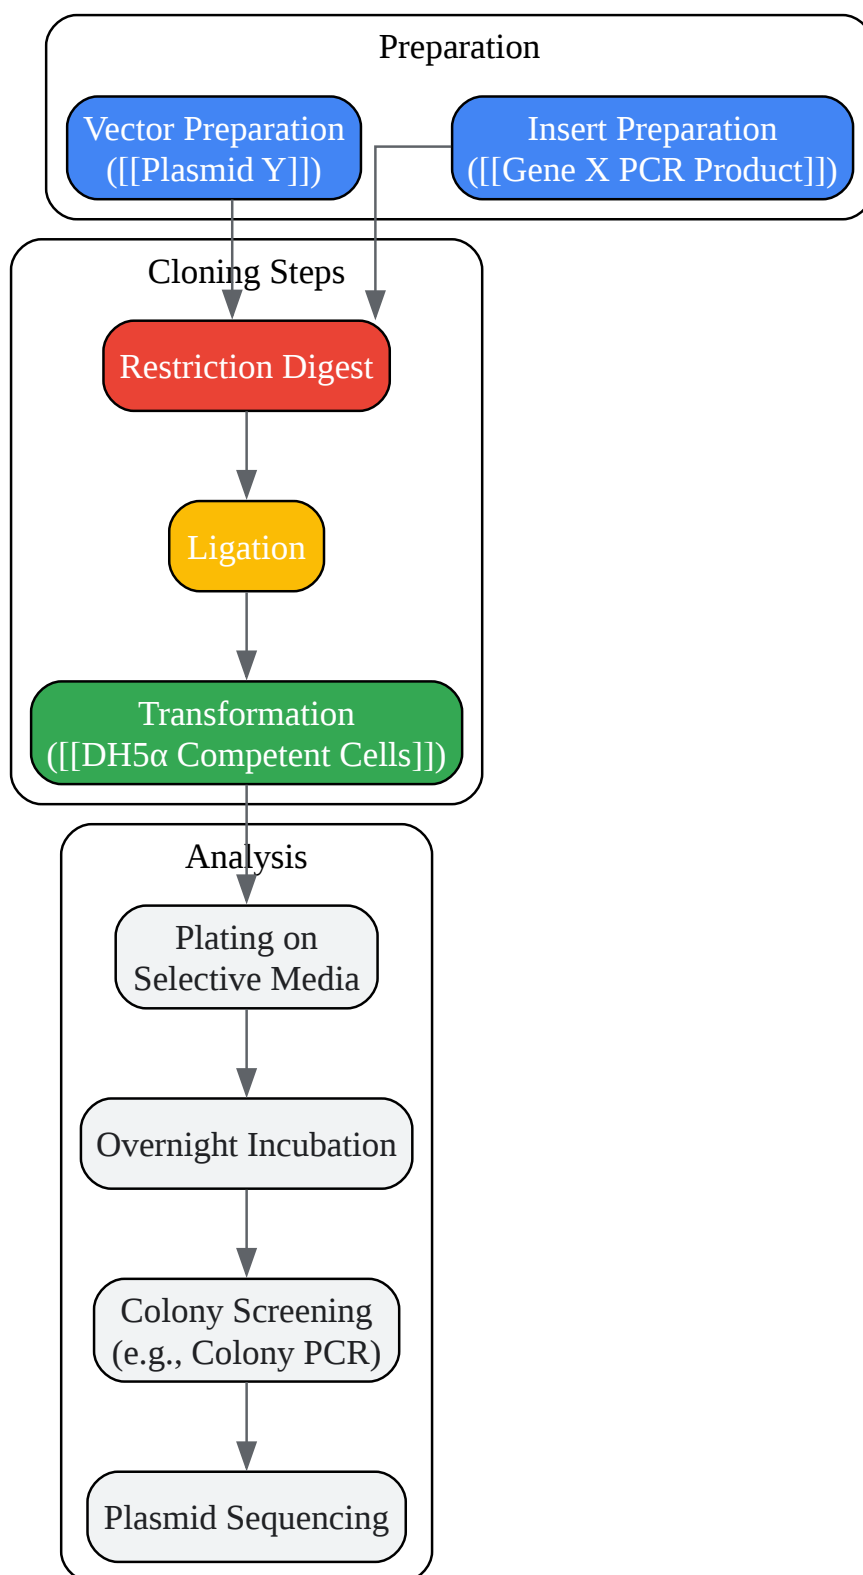 Preparation
Vector Preparation
([[Plasmid Y]])
Insert Preparation
([[Gene X PCR Product]])
Cloning Steps
Restriction Digest
Ligation
Transformation
([[DH5α Competent Cells]])
Analysis
Plating on
Selective Media
Overnight Incubation
Colony Screening
(e.g., Colony PCR)
Plasmid Sequencing